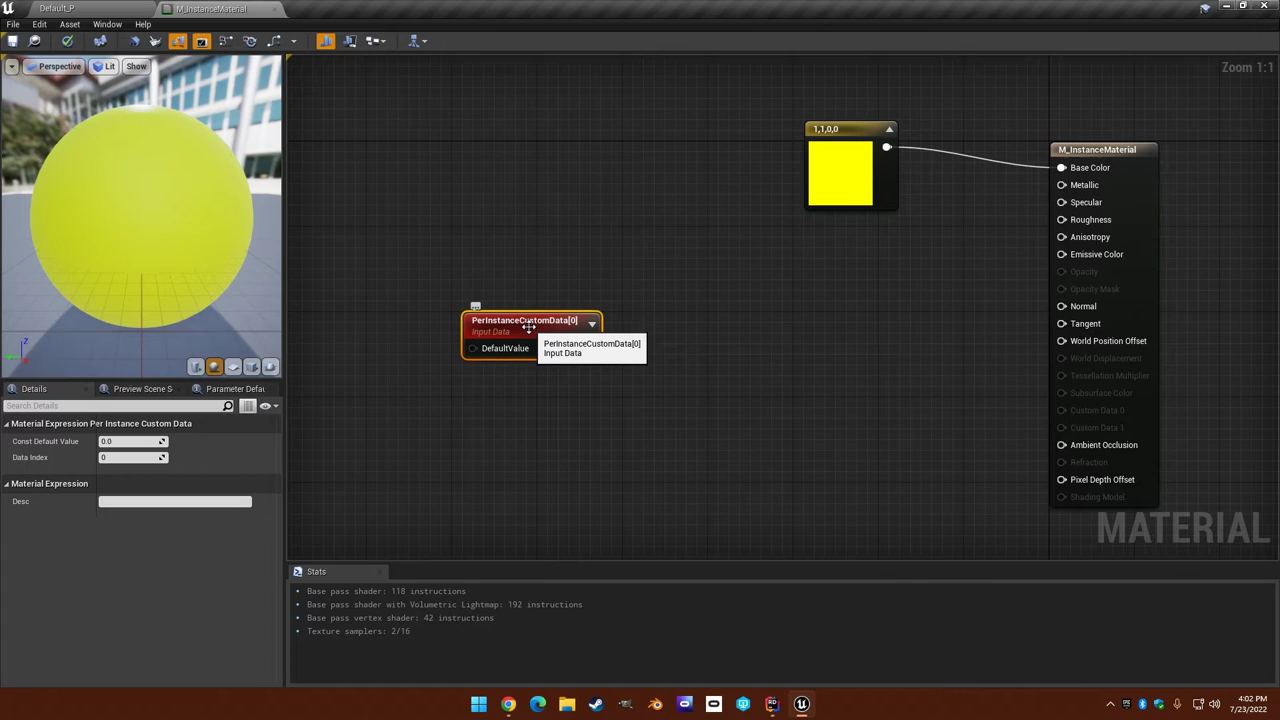 Default_P
M_InstanceMaterial
File Edit Asset Window Help
Perspective Lit Show
Zoom 1:1
1,1,0,0
M_InstanceMaterial
Base Color
Metallic
Specular
Roughness
Anisotropy
Emissive Color
Opacity
Opacity Mask
Normal
Tangent
World Position Offset
World Displacement
Tessellation Multiplier
Subsurface Color
Custom Data 0
Custom Data 1
Ambient Occlusion
Refraction
Pixel Depth Offset
Shading Model
MATERIAL
PerInstanceCustomData[0]
Input Data
DefaultValue
PerInstanceCustomData[0]
Input Data
Z
Details Preview Scene S Parameter Defau
Search Details
Material Expression Per Instance Custom Data
Const Default Value 0.0
Data Index 0
Material Expression
Desc
Stats
Base pass shader: 118 instructions
Base pass shader with Volumetric Lightmap: 192 instructions
Base pass vertex shader: 42 instructions
Texture samplers: 2/16
4:02 PM
7/23/2022